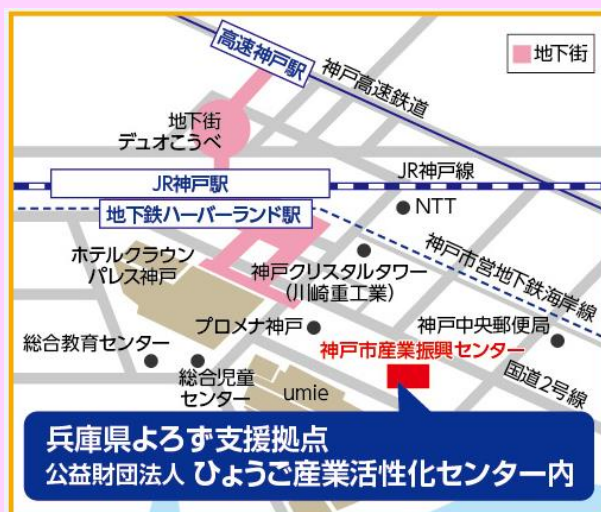 高速神戸駅
神戸高速鉄道
地下街
地下街
デュオこうべ
JR神戸駅
JR神戸線
地下鉄ハーバーランド駅
NTT
神戸市営地下鉄海岸線
ホテルクラウン
パレス神戸
神戸クリスタルタワー
(川崎重工業)
プロメナ神戸
神戸中央郵便局
総合教育センター
神戸市産業振興センター
総合児童
センター
umie
国道2号線
兵庫県よろず支援拠点
公益財団法人 ひょうご産業活性化センター内